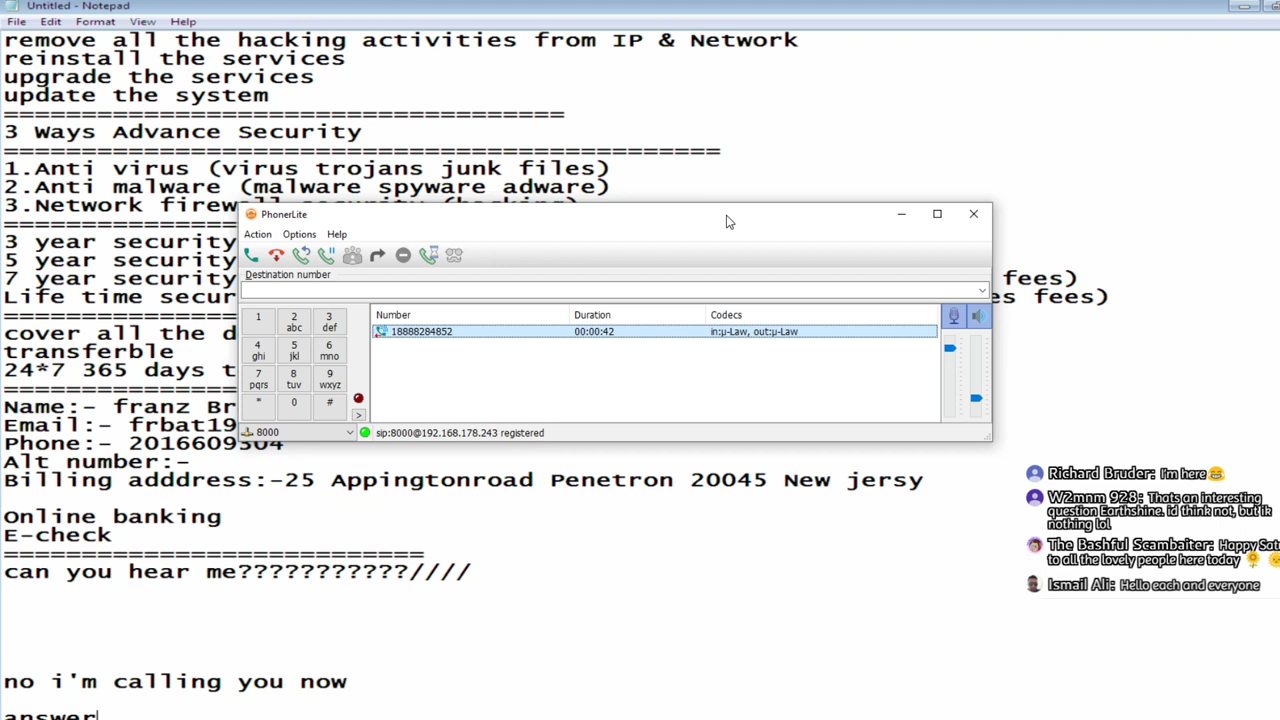 Untitled - Notepad
File Edit Format View Help
remove all the hacking activities from IP & Network
reinstall the services
upgrade the services
update the system
====================================
3 Ways Advance Security
==============================================
1.Anti virus (virus trojans junk files)
2.Anti malware (malware spyware adware)
3.Network firewall security (hacking)
3 year security
5 year security
7 year security fees)
Life time secur s fees)
cover all the d
transferble
24*7 365 days t
Name:- franz Br
Email:- frbat19
Phone:- 2016609304
Alt number:-
Billing adddress:-25 Appingtonroad Penetron 20045 New jersy
Online banking
E-check
===========================
can you hear me???????????////
no i'm calling you now
answer
PhonerLite
Action Options Help
Destination number
1 2 abc 3 def
4 ghi 5 jkl 6 mno
7 pqrs 8 tuv 9 wxyz
* 0 #
>
Number Duration Codecs
18888284852 00:00:42 in:µ-Law, out:µ-Law
8000 sip:8000@192.168.178.243 registered
Richard Bruder: I'm here😂
W2mnm 928: Thats an interesting
question Earthshine. id think not, but ik
nothing lol
The Bashful Scambaiter: Happy Sat
to all the lovely people here today 🌻
Ismail Ali: Hello each and everyone